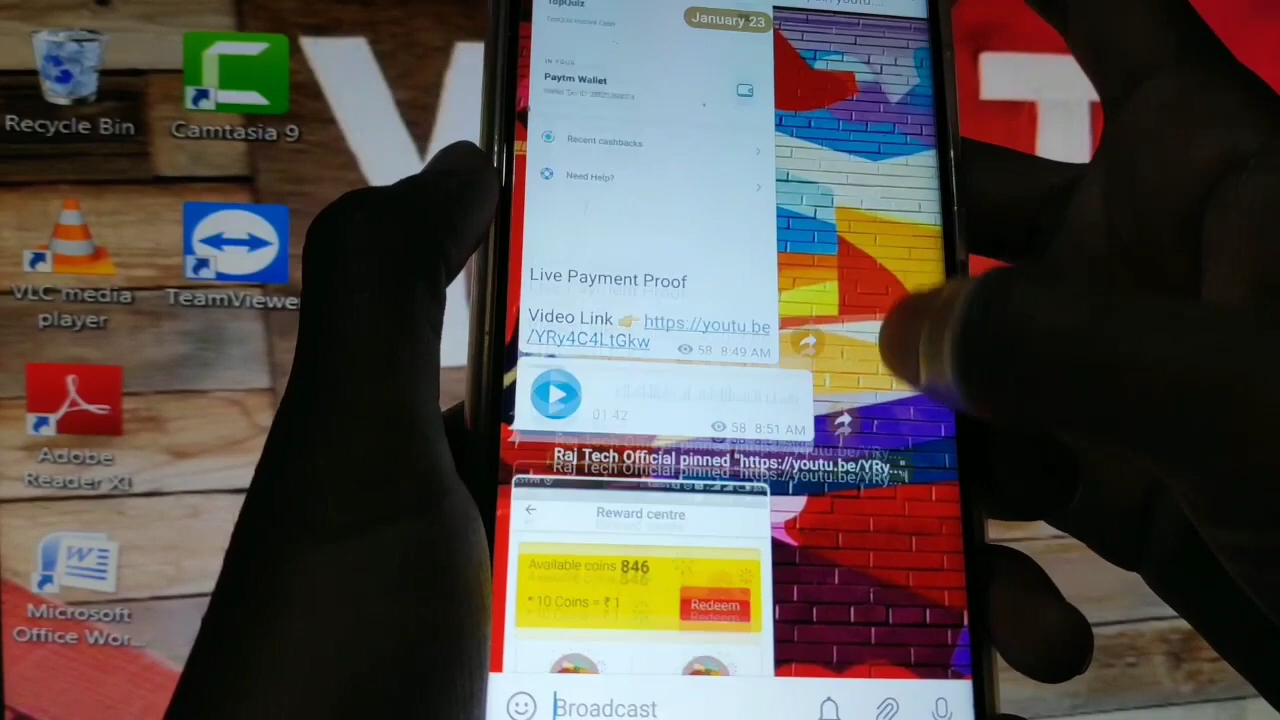 Recycle Bin
Camtasia 9
VLC media
player
TeamViewer
Adobe
Reader XI
Microsoft
Office Wor...
TopQuiz
January 23
IN YOUR
Paytm Wallet
Recent cashbacks
Need Help?
Live Payment Proof
Video Link 👉 https://youtu.be
/YRy4C4LtGkw
58 8:49 AM
01:42
58 8:51 AM
Raj Tech Official pinned "https://youtu.be/YRy...
Reward centre
Available coins 846
*10 Coins = ₹ 1
Redeem
Broadcast